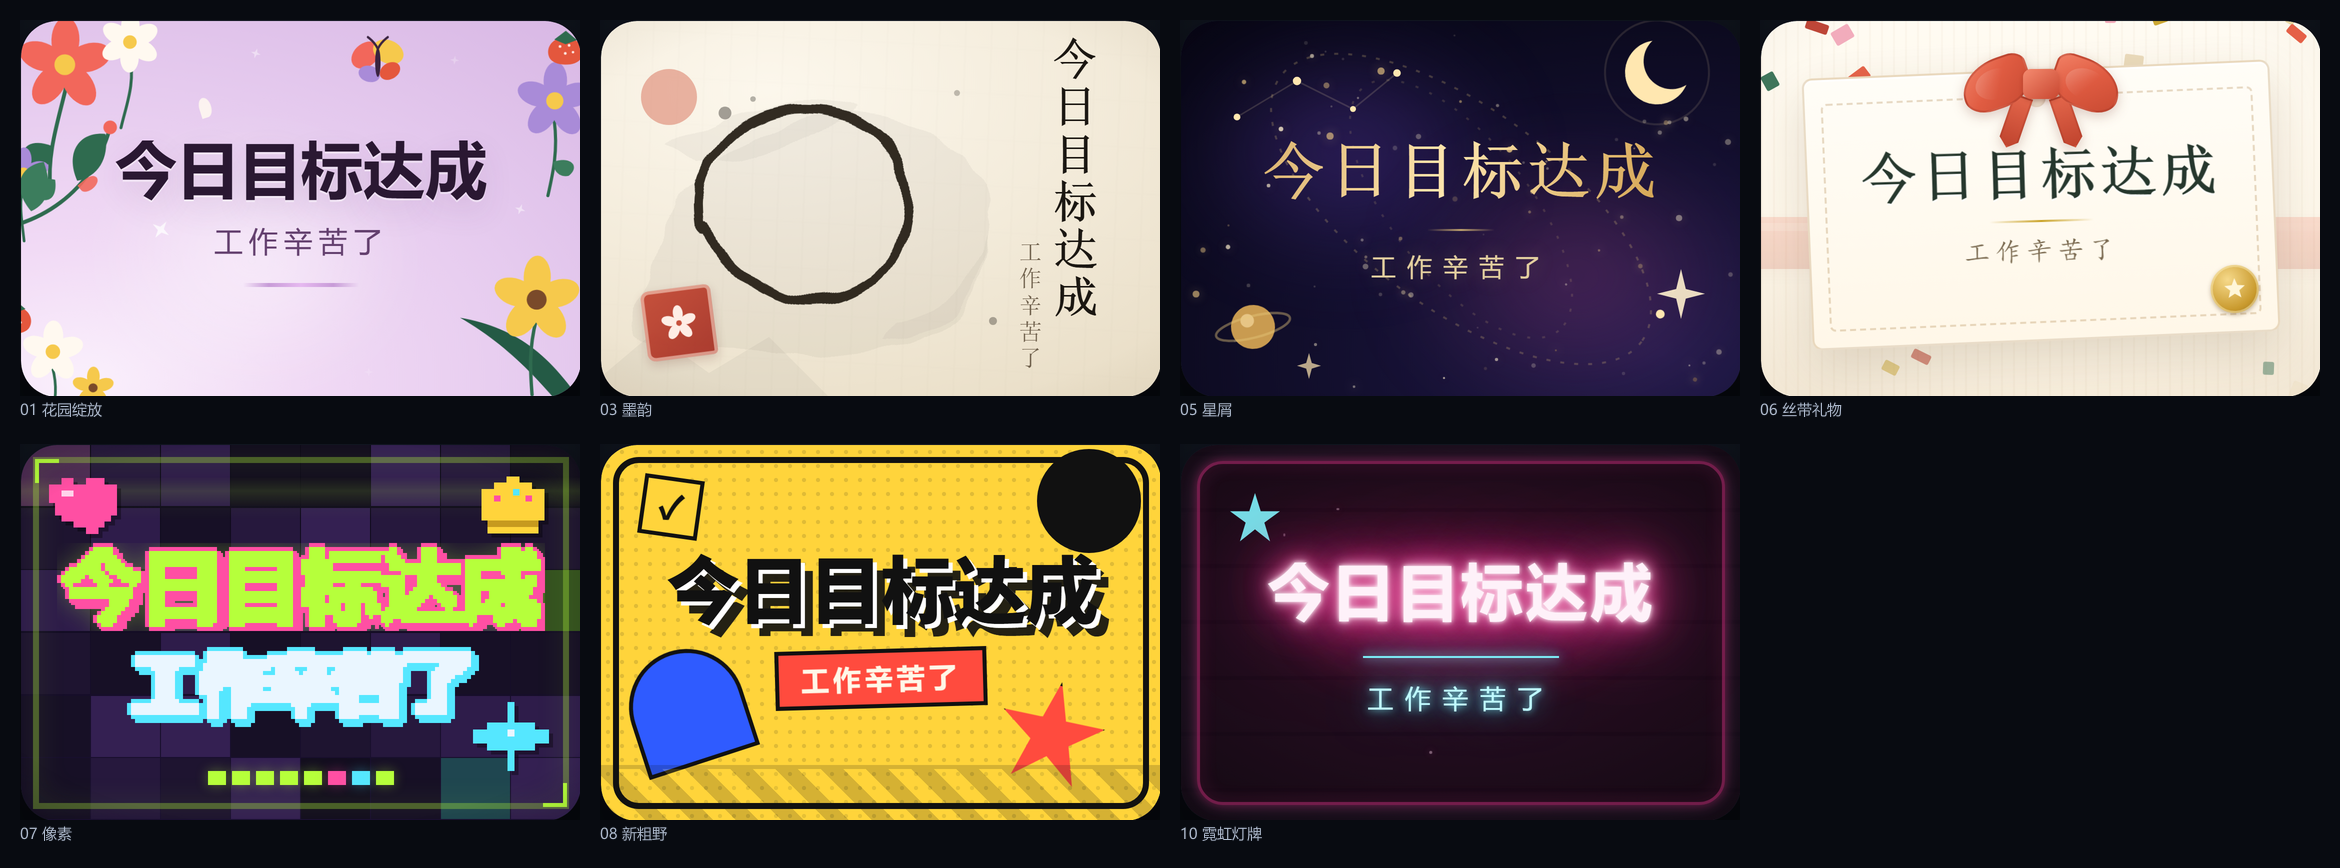 今日目标达成
工作辛苦了
01 花园绽放
今日目标达成
工作辛苦了
03 墨韵
今日目标达成
工作辛苦了
05 星屑
今日目标达成
工作辛苦了
06 丝带礼物
今日目标达成
工作辛苦了
07 像素
今日目标达成
工作辛苦了
08 新粗野
今日目标达成
工作辛苦了
10 霓虹灯牌